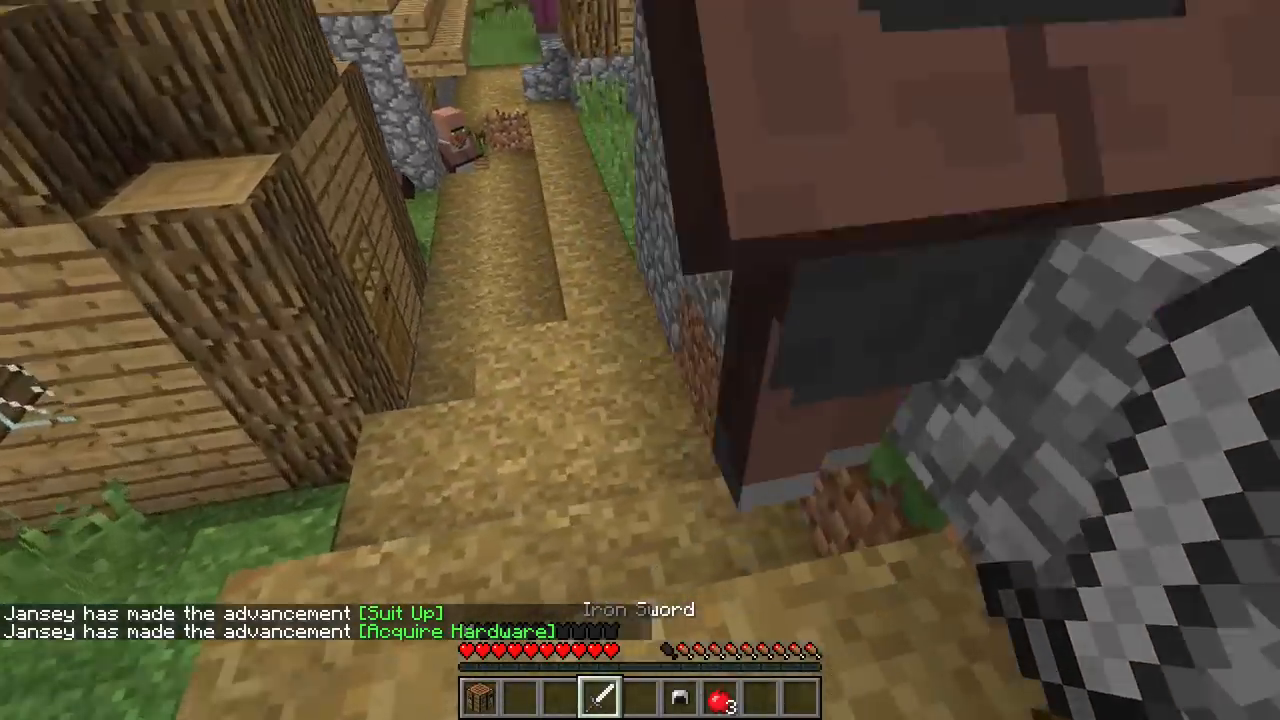 Jansey has made the advancement [Suit Up]
Iron Sword
Jansey has made the advancement [Acquire Hardware]
3